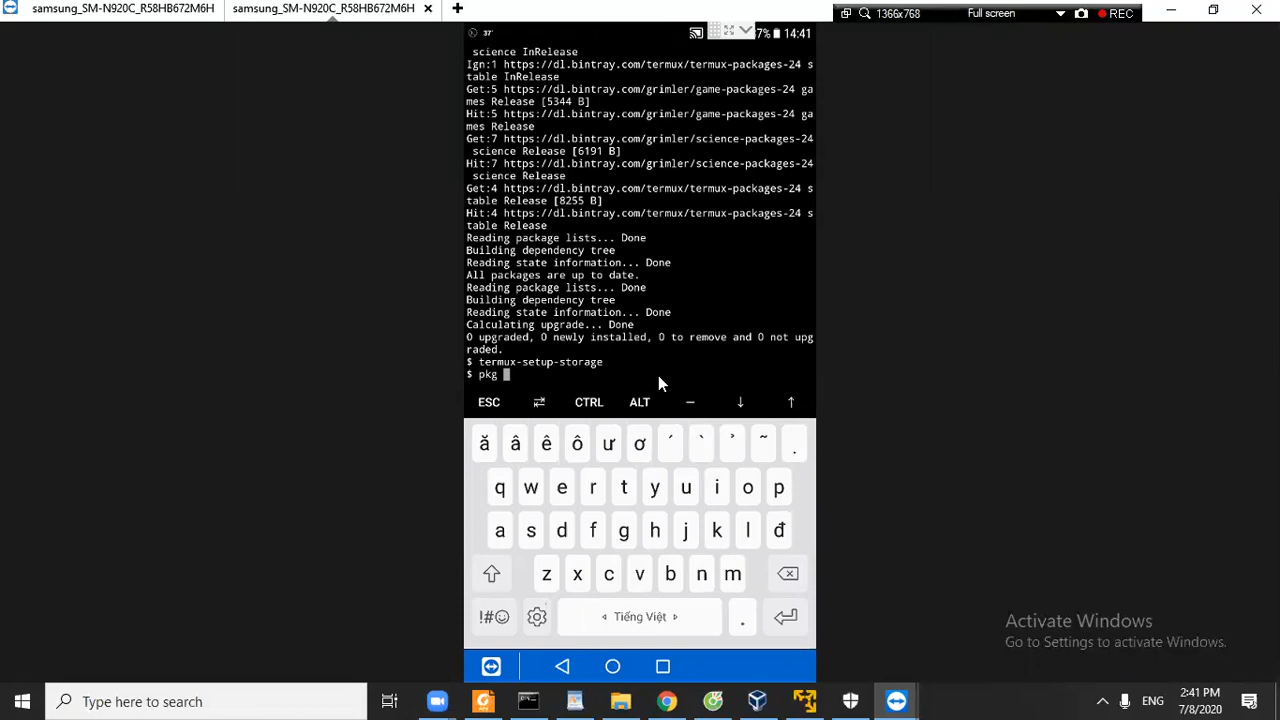 samsung_SM-N920C_R58HB672M6H
samsung_SM-N920C_R58HB672M6H
1366x768 Full screen REC
37°
7% 14:41
science InRelease
Ign:1 https://dl.bintray.com/termux/termux-packages-24 s
table InRelease
Get:5 https://dl.bintray.com/grimler/game-packages-24 ga
mes Release [5344 B]
Hit:5 https://dl.bintray.com/grimler/game-packages-24 ga
mes Release
Get:7 https://dl.bintray.com/grimler/science-packages-24
science Release [6191 B]
Hit:7 https://dl.bintray.com/grimler/science-packages-24
science Release
Get:4 https://dl.bintray.com/termux/termux-packages-24 s
table Release [8255 B]
Hit:4 https://dl.bintray.com/termux/termux-packages-24 s
table Release
Reading package lists... Done
Building dependency tree
Reading state information... Done
All packages are up to date.
Reading package lists... Done
Building dependency tree
Reading state information... Done
Calculating upgrade... Done
0 upgraded, 0 newly installed, 0 to remove and 0 not upg
raded.
$ termux-setup-storage
$ pkg
ESC ⇄ CTRL ALT — ↓ ↑
ă â ê ô ư ơ ´ ` ̉ ~ .
q w e r t y u i o p
a s d f g h j k l đ
z x c v b n m
!#☺ Tiếng Việt .
Activate Windows
Go to Settings to activate Windows.
Type here to search
ENG
2:41 PM
7/8/2020